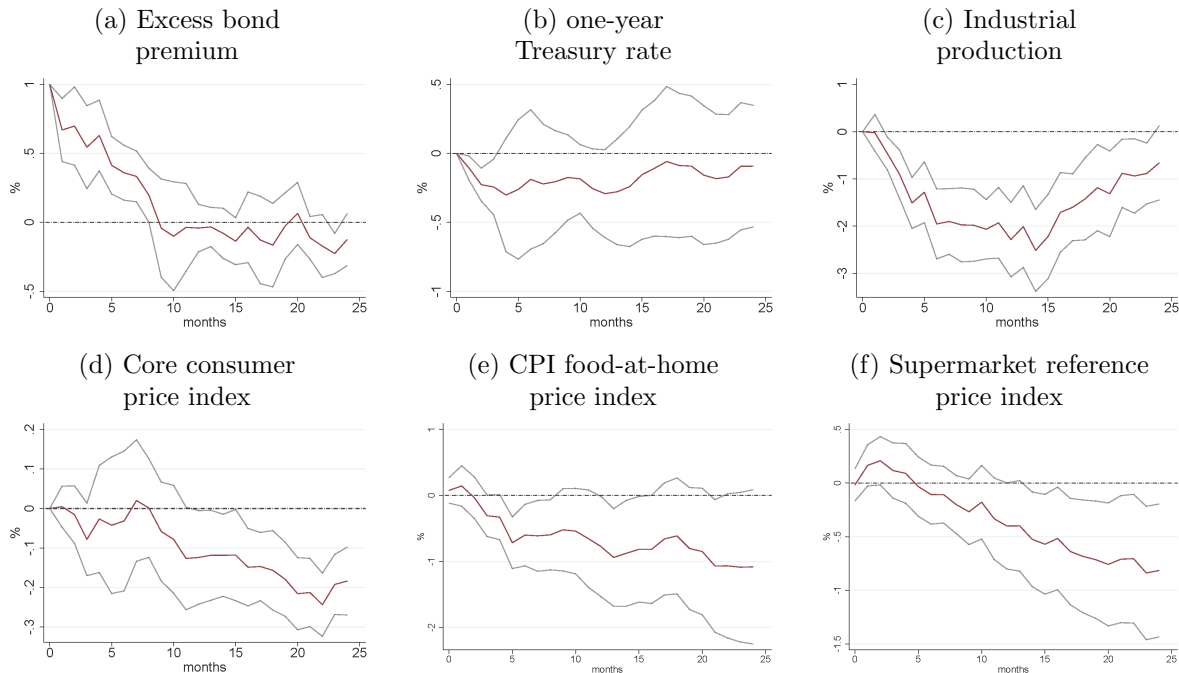 (a) Excess bond
premium
(b) one-year
Treasury rate
(c) Industrial
production
1
.5
0
-.5
%
0 5 10 15 20 25
months
.5
0
-.5
-1
%
0 5 10 15 20 25
months
1
0
-1
-2
-3
%
0 5 10 15 20 25
months
(d) Core consumer
price index
(e) CPI food-at-home
price index
(f) Supermarket reference
price index
.2
.1
0
-.1
-.2
-.3
%
0 5 10 15 20 25
months
1
0
-1
-2
%
0 5 10 15 20 25
months
.5
0
-.5
-1
-1.5
%
0 5 10 15 20 25
months